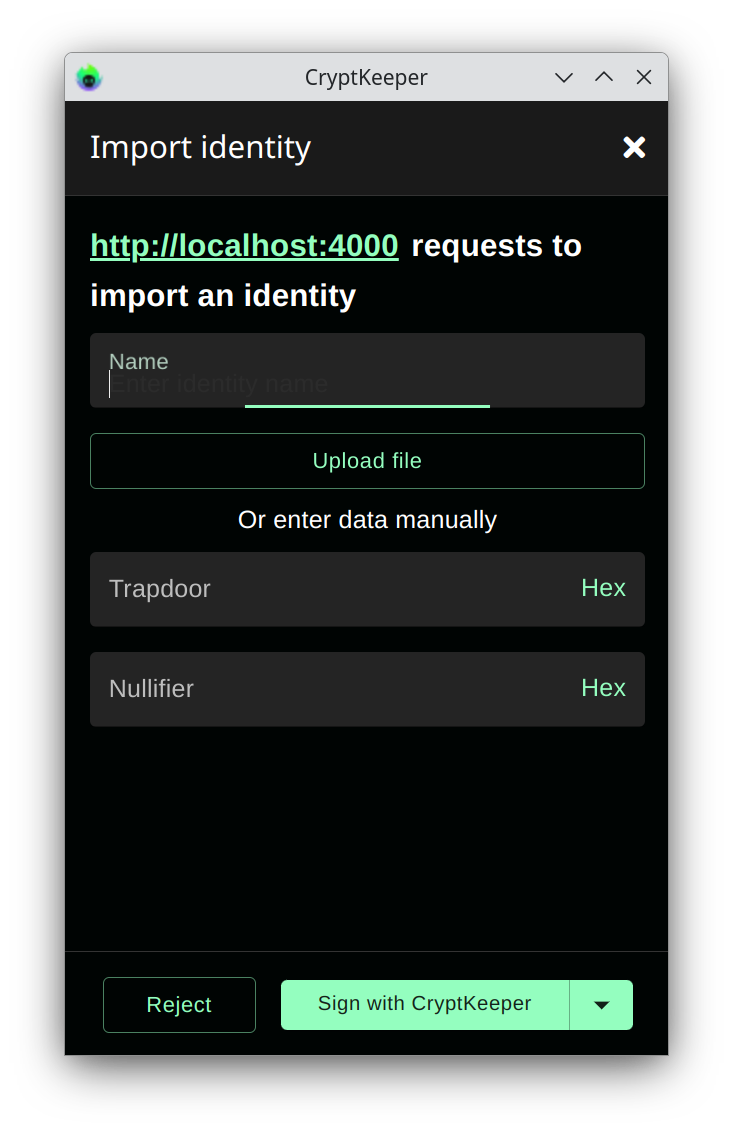 CryptKeeper
Import identity
http://localhost:4000 requests to
import an identity
Name
Enter identity name
Upload file
Or enter data manually
Trapdoor
Hex
Nullifier
Hex
Reject
Sign with CryptKeeper